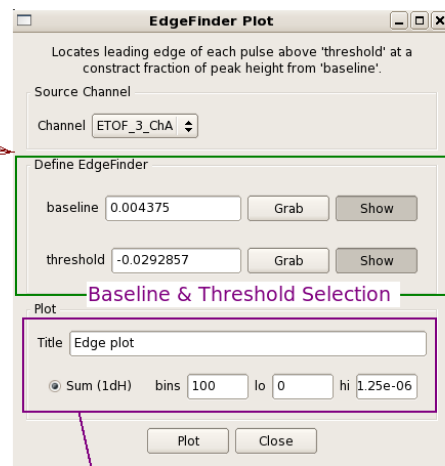 EdgeFinder Plot
Locates leading edge of each pulse above 'threshold' at a
constract fraction of peak height from 'baseline'.
Source Channel
Channel ETOF_3_ChA
Define EdgeFinder
baseline 0.004375 Grab Show
threshold -0.0292857 Grab Show
Baseline & Threshold Selection
Plot
Title Edge plot
Sum (1dH) bins 100 lo 0 hi 1.25e-06
Plot Close